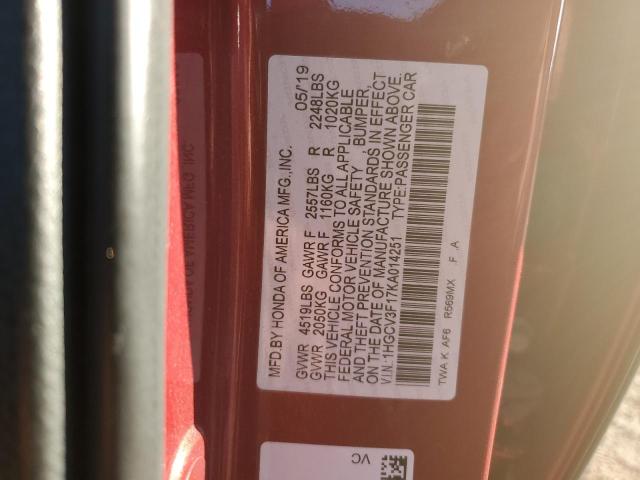 MFD.BY HONDA OF AMERICA MFG.,INC. 05/'19
GVWR 4519LBS GAWR F 2557LBS R 2248LBS
GVWR 2050KG GAWR F 1160KG R 1020KG
THIS VEHICLE CONFORMS TO ALL APPLICABLE
FEDERAL MOTOR VEHICLE SAFETY , BUMPER,
AND THEFT PREVENTION STANDARDS IN EFFECT
ON THE DATE OF MANUFACTURE SHOWN ABOVE.
V.I.N.:1HGCV3F17KA014251 TYPE:PASSENGER CAR
TWA K AF6 R569MX F .A
VC